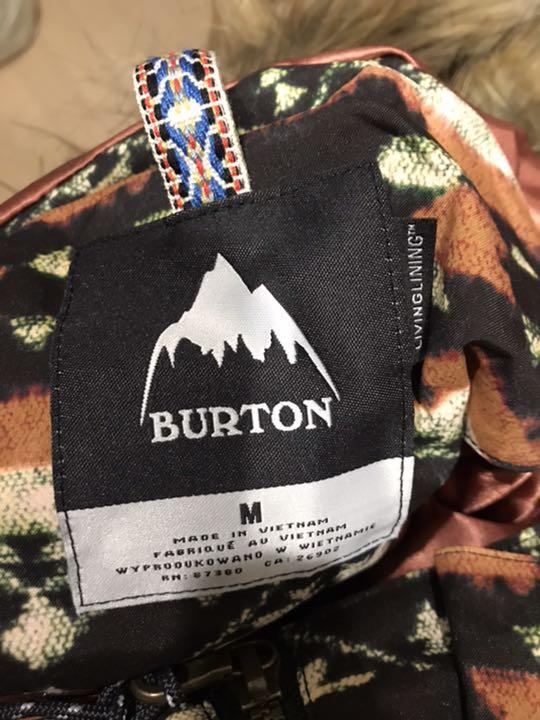 LIVINGLINING™
BURTON
M
MADE IN VIETNAM
FABRIQUÉ AU VIETNAM
WYPRODUKOWANO W WIETNAMIE
RN: 87380 CA: 26902